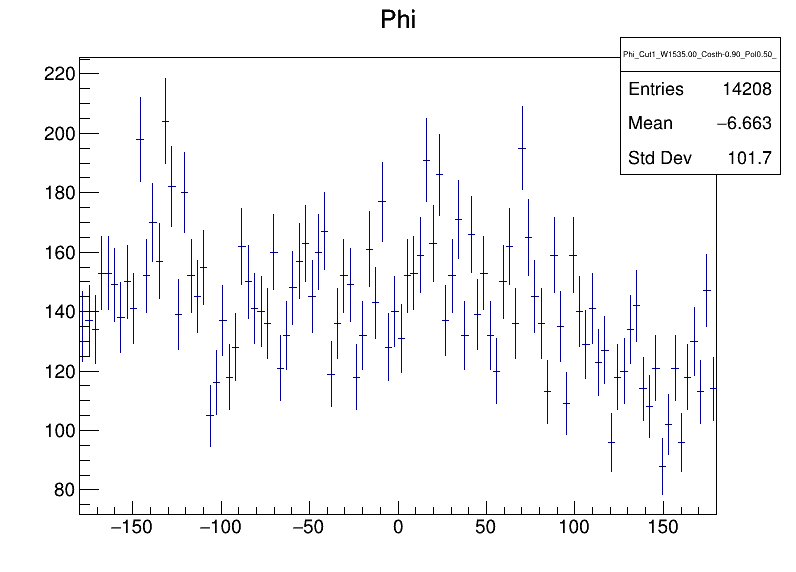 Phi
Phi_Cut1_W1535.00_Costh-0.90_Pol0.50_
Entries 14208
Mean −6.663
Std Dev 101.7
220
200
180
160
140
120
100
80
−150 −100 −50 0 50 100 150